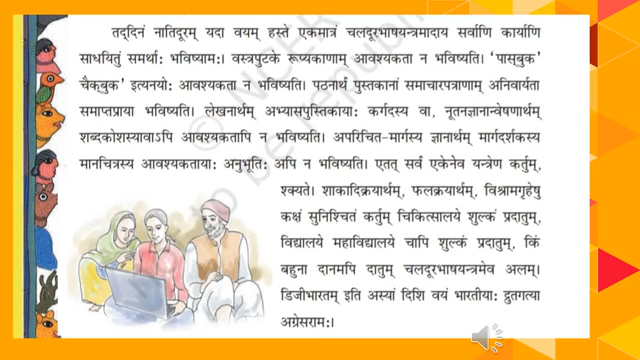 तद्दिनं नातिदूरम् यदा वयम् हस्ते एकमात्रं चलदूरभाषयन्त्रमादाय सर्वाणि कार्याणि
साधयितुं समर्थाः भविष्यामः। वस्त्रपुटके रूप्यकाणाम् आवश्यकता न भविष्यति। ‘पास्‌बुक’
चैक्‌बुक’ इत्यनयोः आवश्यकता न भविष्यति। पठनार्थं पुस्तकानां समाचारपत्राणाम् अनिवार्यता
समाप्तप्राया भविष्यति। लेखनार्थम् अभ्यासपुस्तिकायाः कर्गदस्य वा, नूतनज्ञानान्वेषणार्थम्
शब्दकोशस्यावाऽपि आवश्यकतापि न भविष्यति। अपरिचित-मार्गस्य ज्ञानार्थम् मार्गदर्शकस्य
मानचित्रस्य आवश्यकतायाः अनुभूतिः अपि न भविष्यति। एतत् सर्वं एकेनेव यन्त्रेण कर्तुम्,
शक्यते। शाकादिक्रयार्थम्, फलक्रयार्थम्, विश्रामगृहेषु
कक्षं सुनिश्चितं कर्तुम् चिकित्सालये शुल्कं प्रदातुम्,
विद्यालये महाविद्यालये चापि शुल्कं प्रदातुम्, किं
बहुना दानमपि दातुम् चलदूरभाषयन्त्रमेव अलम्।
डिजीभारतम् इति अस्यां दिशि वयं भारतीयाः द्रुतगत्या
अग्रेसरामः।